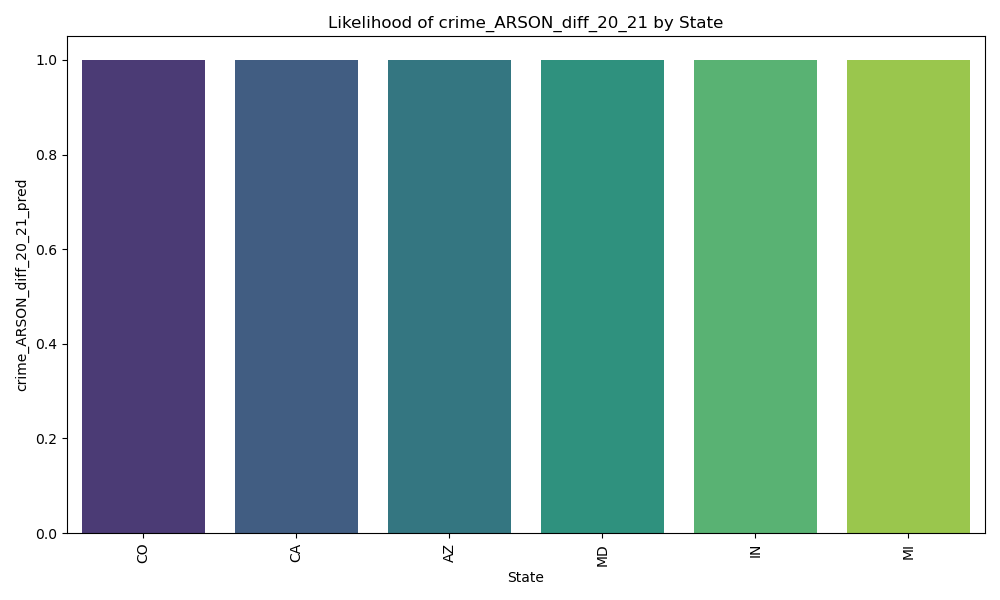 Likelihood of crime_ARSON_diff_20_21 by State
crime_ARSON_diff_20_21_pred
1.0
0.8
0.6
0.4
0.2
0.0
CO
CA
AZ
MD
IN
MI
State